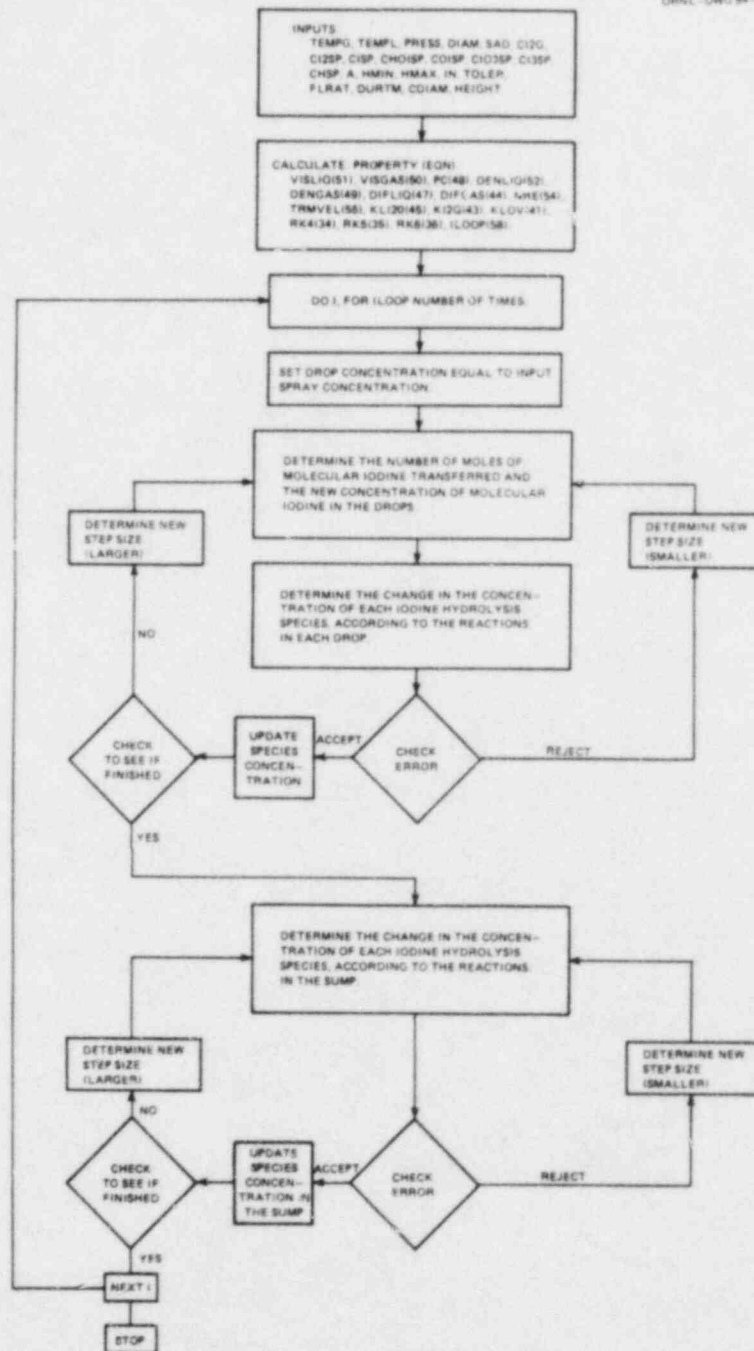 INPUTS
TEMPG, TEMPL, PRESS, DIAM, SAD, CI2G,
CI2SP, CISP, CHOISP, COISP, CIO3SP, CI3SP,
CHSP, A, HMIN, HMAX, IN, TOLER,
FLRAT, DURTM, CDIAM, HEIGHT
CALCULATE PROPERTY (EQN)
VISLIQ(51), VISGAS(50), PC(48), DENLIQ(52),
DENGAS(49), DIFLIQ(47), DIFGAS(44), NHE(54),
TRMVEL(55), KLI2O(45), KI2G(43), KLOV(41),
RK4(34), RK5(35), RK6(36), ILOOP(58)
DO I, FOR ILOOP NUMBER OF TIMES
SET DROP CONCENTRATION EQUAL TO INPUT
SPRAY CONCENTRATION
DETERMINE THE NUMBER OF MOLES OF
MOLECULAR IODINE TRANSFERRED AND
THE NEW CONCENTRATION OF MOLECULAR
IODINE IN THE DROPS
DETERMINE NEW
STEP SIZE
(LARGER)
DETERMINE NEW
STEP SIZE
(SMALLER)
DETERMINE THE CHANGE IN THE CONCEN-
TRATION OF EACH IODINE HYDROLYSIS
SPECIES, ACCORDING TO THE REACTIONS
IN EACH DROP
NO
CHECK
TO SEE IF
FINISHED
UPDATE
SPECIES
CONCEN-
TRATION
ACCEPT
CHECK
ERROR
REJECT
YES
DETERMINE THE CHANGE IN THE CONCEN-
TRATION OF EACH IODINE HYDROLYSIS
SPECIES, ACCORDING TO THE REACTIONS
IN THE SUMP
DETERMINE NEW
STEP SIZE
(LARGER)
DETERMINE NEW
STEP SIZE
(SMALLER)
NO
CHECK
TO SEE IF
FINISHED
UPDATE
SPECIES
CONCEN-
TRATION IN
THE SUMP
ACCEPT
CHECK
ERROR
REJECT
YES
NEXT I
STOP